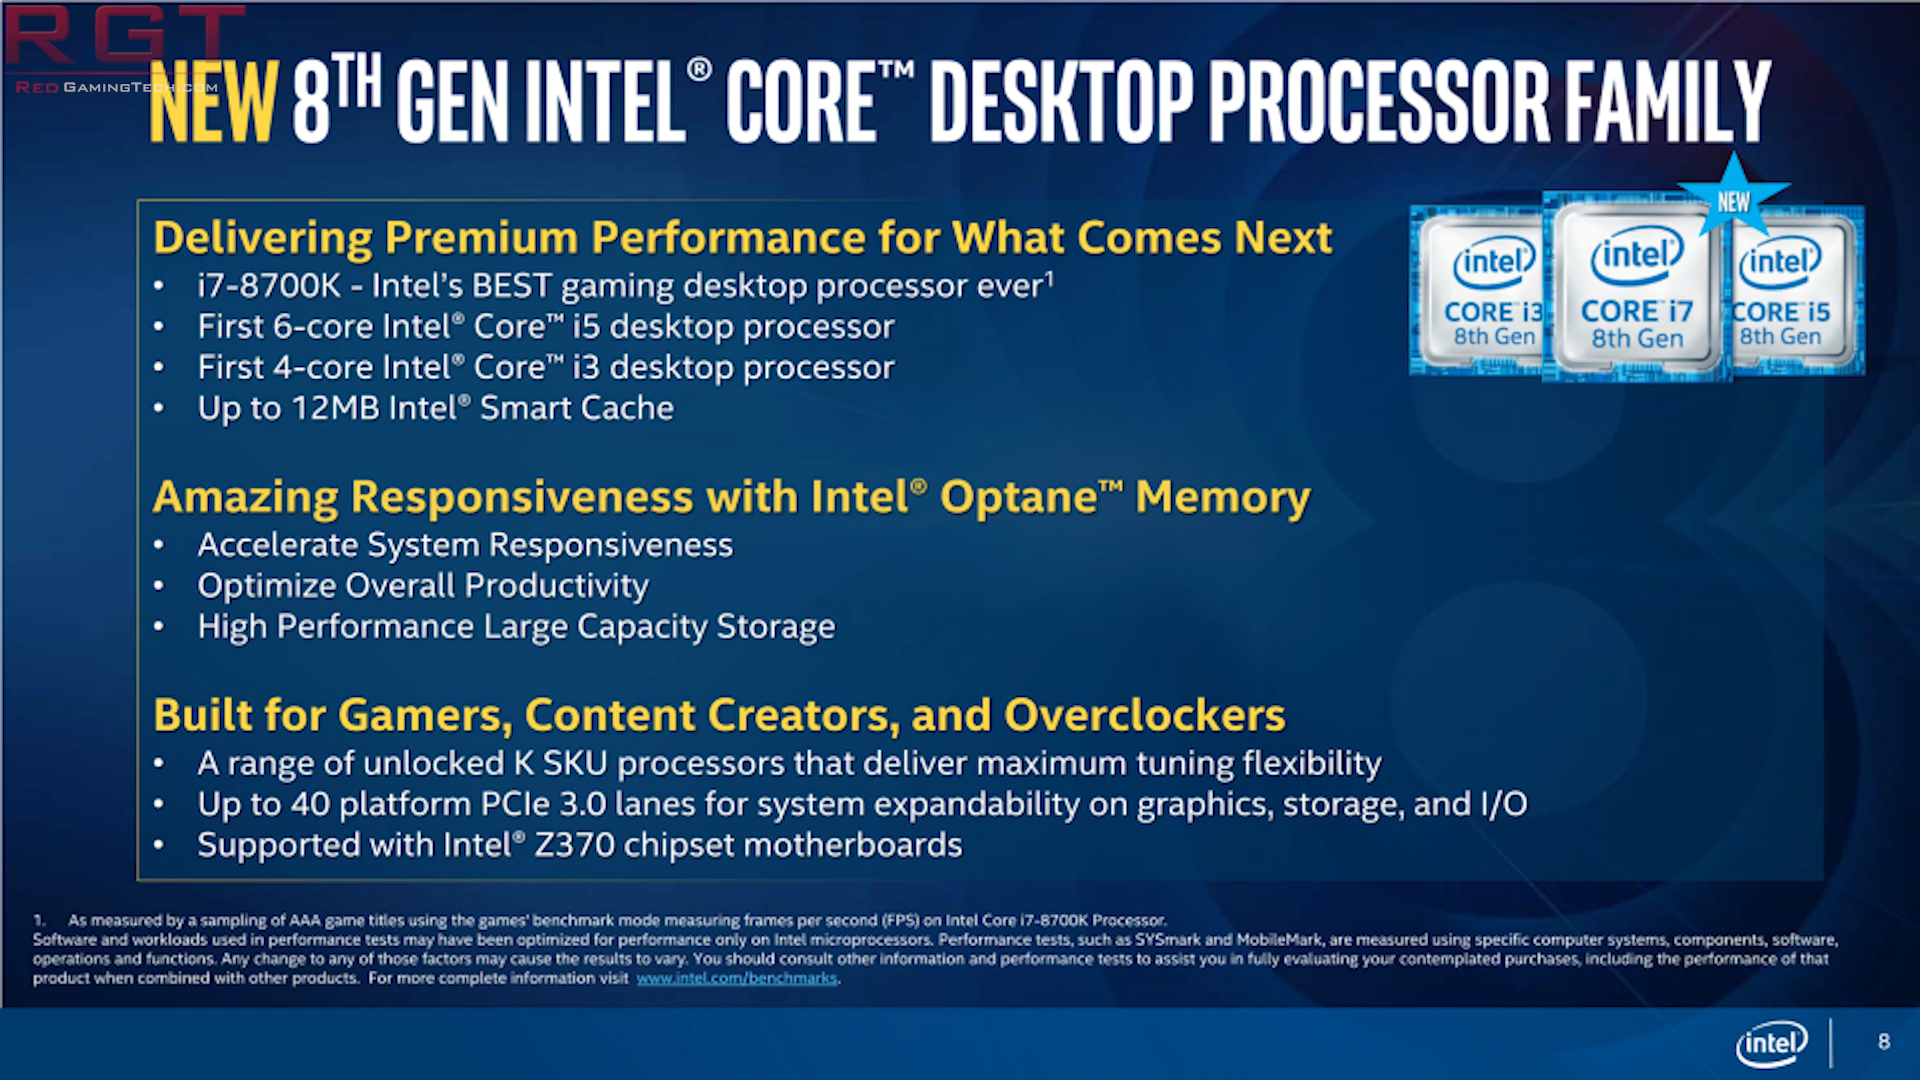 RGT
RED GAMINGTECH.COM
NEW 8TH GEN INTEL® CORE™ DESKTOP PROCESSOR FAMILY
NEW
Delivering Premium Performance for What Comes Next
• i7-8700K - Intel's BEST gaming desktop processor ever¹
• First 6-core Intel® Core™ i5 desktop processor
• First 4-core Intel® Core™ i3 desktop processor
• Up to 12MB Intel® Smart Cache
intel®
CORE™ i3
8th Gen
intel®
CORE™ i7
8th Gen
intel®
CORE™ i5
8th Gen
Amazing Responsiveness with Intel® Optane™ Memory
• Accelerate System Responsiveness
• Optimize Overall Productivity
• High Performance Large Capacity Storage
Built for Gamers, Content Creators, and Overclockers
• A range of unlocked K SKU processors that deliver maximum tuning flexibility
• Up to 40 platform PCIe 3.0 lanes for system expandability on graphics, storage, and I/O
• Supported with Intel® Z370 chipset motherboards
1. As measured by a sampling of AAA game titles using the games' benchmark mode measuring frames per second (FPS) on Intel Core i7-8700K Processor.
Software and workloads used in performance tests may have been optimized for performance only on Intel microprocessors. Performance tests, such as SYSmark and MobileMark, are measured using specific computer systems, components, software,
operations and functions. Any change to any of those factors may cause the results to vary. You should consult other information and performance tests to assist you in fully evaluating your contemplated purchases, including the performance of that
product when combined with other products. For more complete information visit www.intel.com/benchmarks.
intel
8